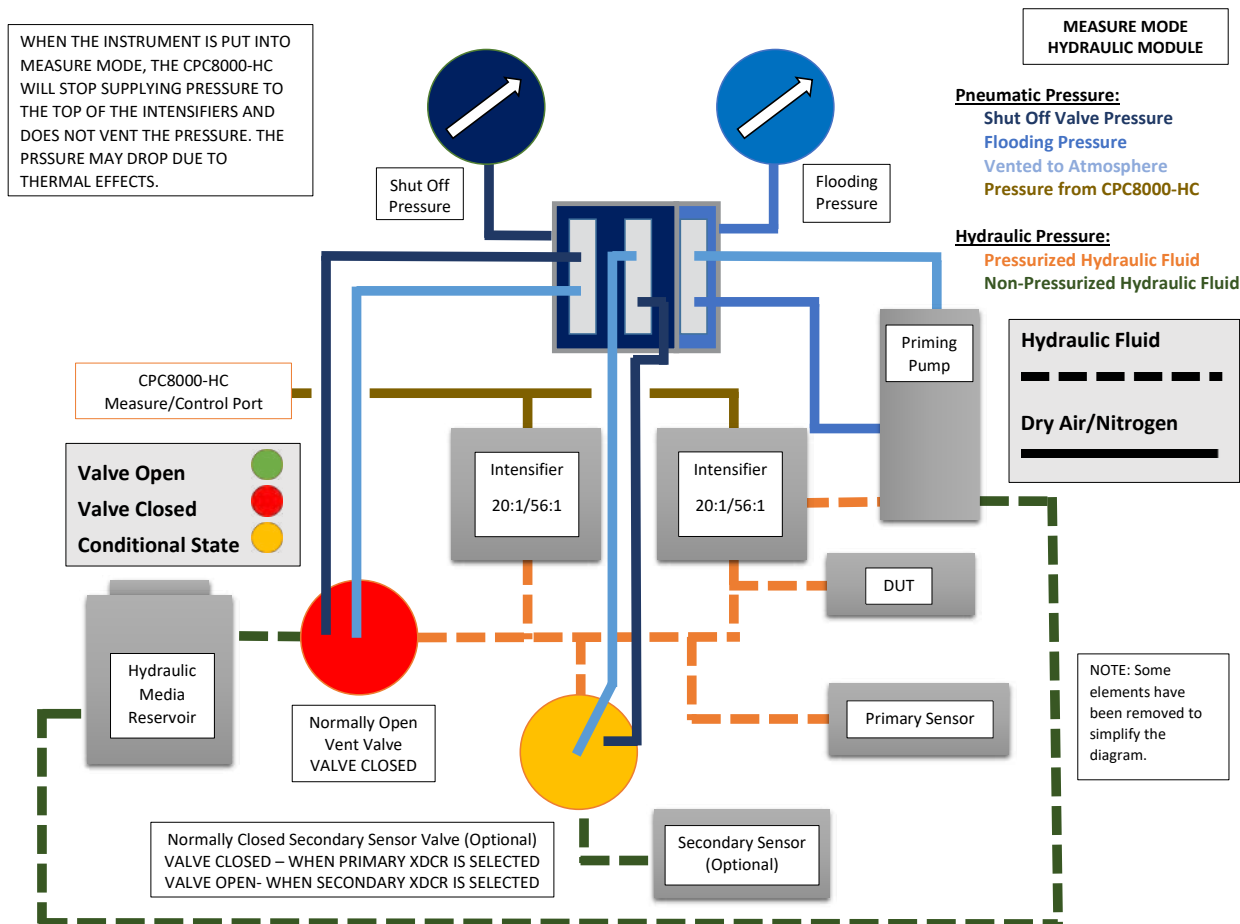 WHEN THE INSTRUMENT IS PUT INTO
MEASURE MODE, THE CPC8000-HC
WILL STOP SUPPLYING PRESSURE TO
THE TOP OF THE INTENSIFIERS AND
DOES NOT VENT THE PRESSURE. THE
PRSSURE MAY DROP DUE TO
THERMAL EFFECTS.
MEASURE MODE
HYDRAULIC MODULE
Pneumatic Pressure:
Shut Off Valve Pressure
Flooding Pressure
Vented to Atmosphere
Pressure from CPC8000-HC
Hydraulic Pressure:
Pressurized Hydraulic Fluid
Non-Pressurized Hydraulic Fluid
Shut Off
Pressure
Flooding
Pressure
Priming
Pump
Hydraulic Fluid
Dry Air/Nitrogen
CPC8000-HC
Measure/Control Port
Valve Open
Valve Closed
Conditional State
Intensifier
20:1/56:1
Intensifier
20:1/56:1
DUT
Hydraulic
Media
Reservoir
Normally Open
Vent Valve
VALVE CLOSED
Primary Sensor
NOTE: Some
elements have
been removed to
simplify the
diagram.
Normally Closed Secondary Sensor Valve (Optional)
VALVE CLOSED – WHEN PRIMARY XDCR IS SELECTED
VALVE OPEN- WHEN SECONDARY XDCR IS SELECTED
Secondary Sensor
(Optional)